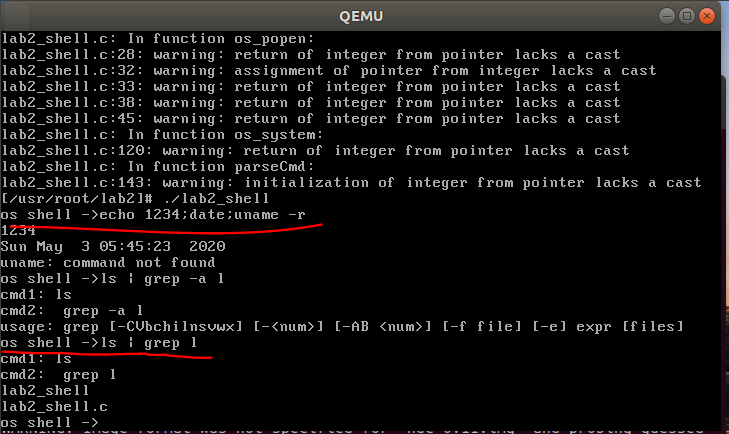 QEMU
lab2_shell.c: In function os_popen:
lab2_shell.c:28: warning: return of integer from pointer lacks a cast
lab2_shell.c:32: warning: assignment of pointer from integer lacks a cast
lab2_shell.c:33: warning: return of integer from pointer lacks a cast
lab2_shell.c:38: warning: return of integer from pointer lacks a cast
lab2_shell.c:45: warning: return of integer from pointer lacks a cast
lab2_shell.c: In function os_system:
lab2_shell.c:120: warning: return of integer from pointer lacks a cast
lab2_shell.c: In function parseCmd:
lab2_shell.c:143: warning: initialization of integer from pointer lacks a cast
[/usr/root/lab2]# ./lab2_shell
os shell ->echo 1234;date;uname -r
1234
Sun May  3 05:45:23  2020
uname: command not found
os shell ->ls | grep -a l
cmd1: ls
cmd2:  grep -a l
usage: grep [-CVbchilnsvwx] [-<num>] [-AB <num>] [-f file] [-e] expr [files]
os shell ->ls | grep l
cmd1: ls
cmd2:  grep l
lab2_shell
lab2_shell.c
os shell ->